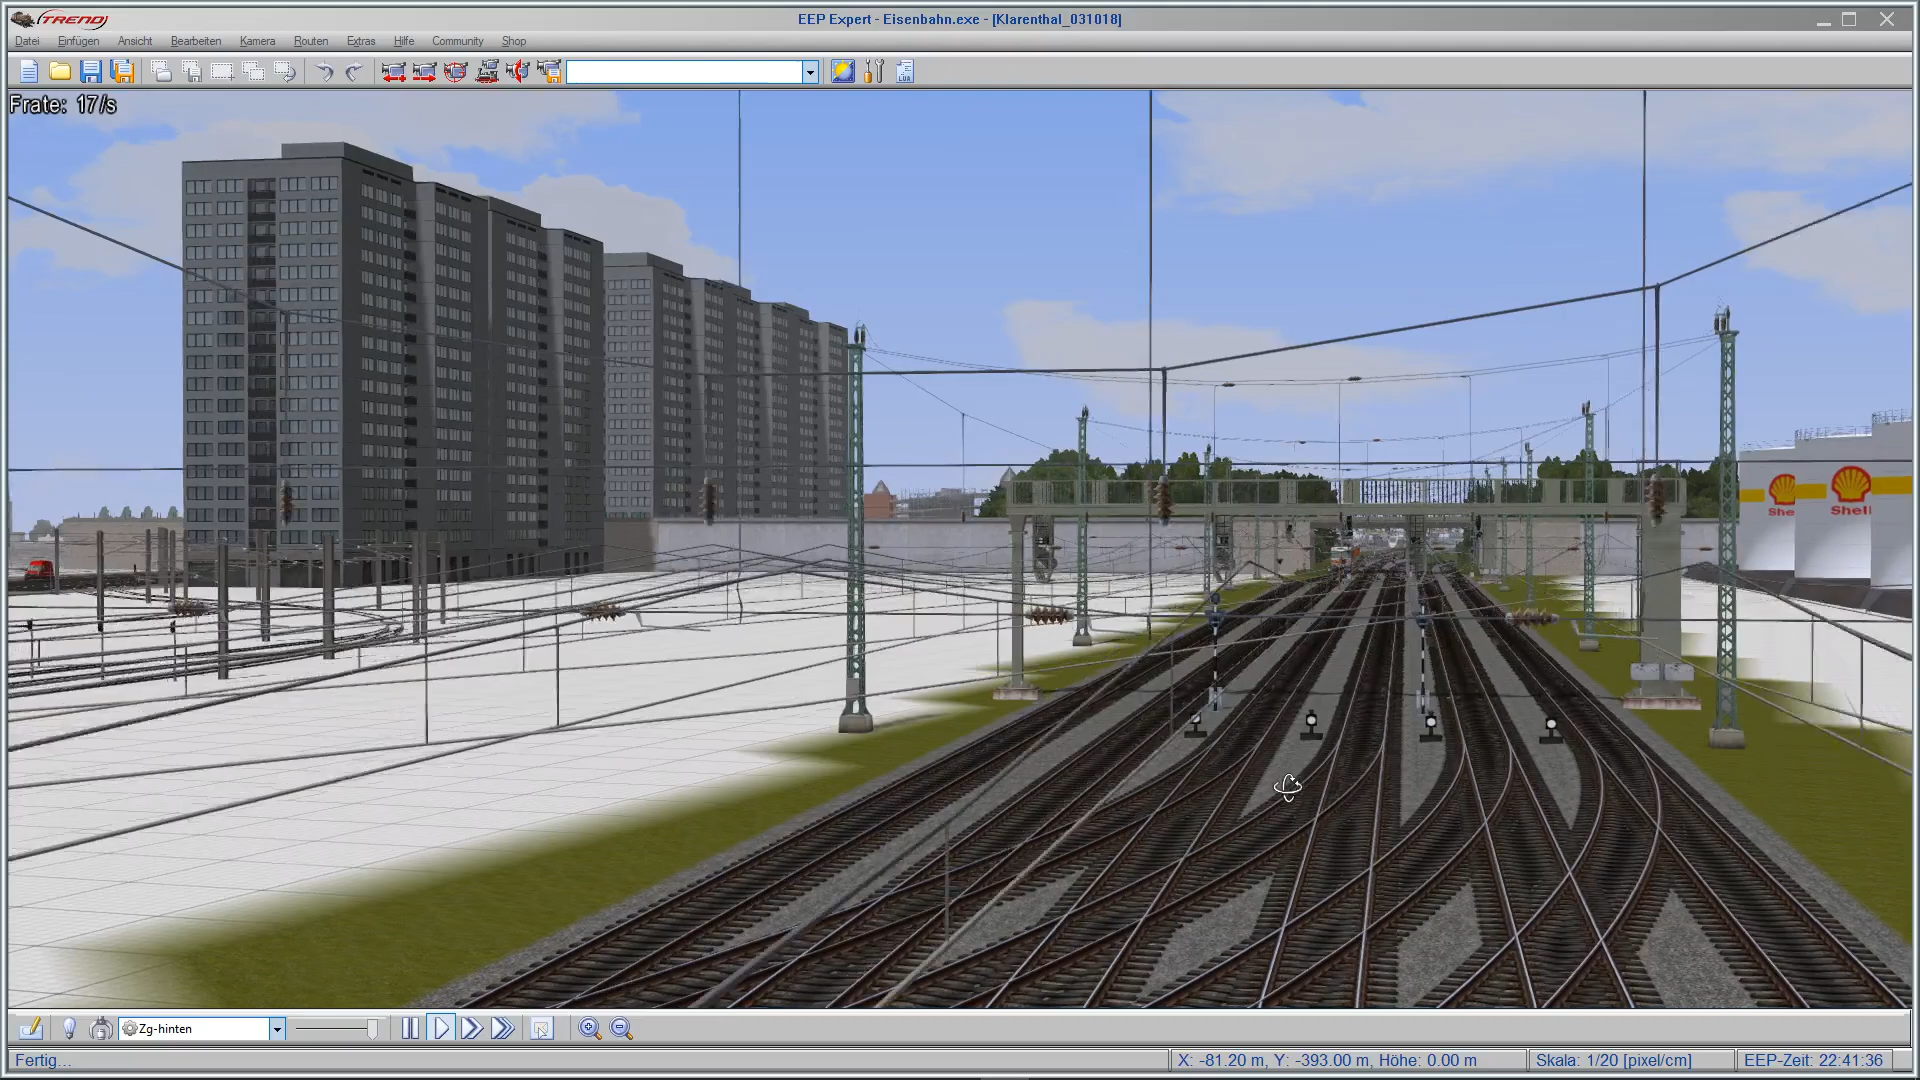 TREND
EEP Expert - Eisenbahn.exe - [Klarenthal_031018]
Datei Einfügen Ansicht Bearbeiten Kamera Routen Extras Hilfe Community Shop
LUA
Frate: 17/s
She
Shell
Zg-hinten
Fertig...
X: -81.20 m, Y: -393.00 m, Höhe: 0.00 m
Skala: 1/20 [pixel/cm]
EEP-Zeit: 22:41:36